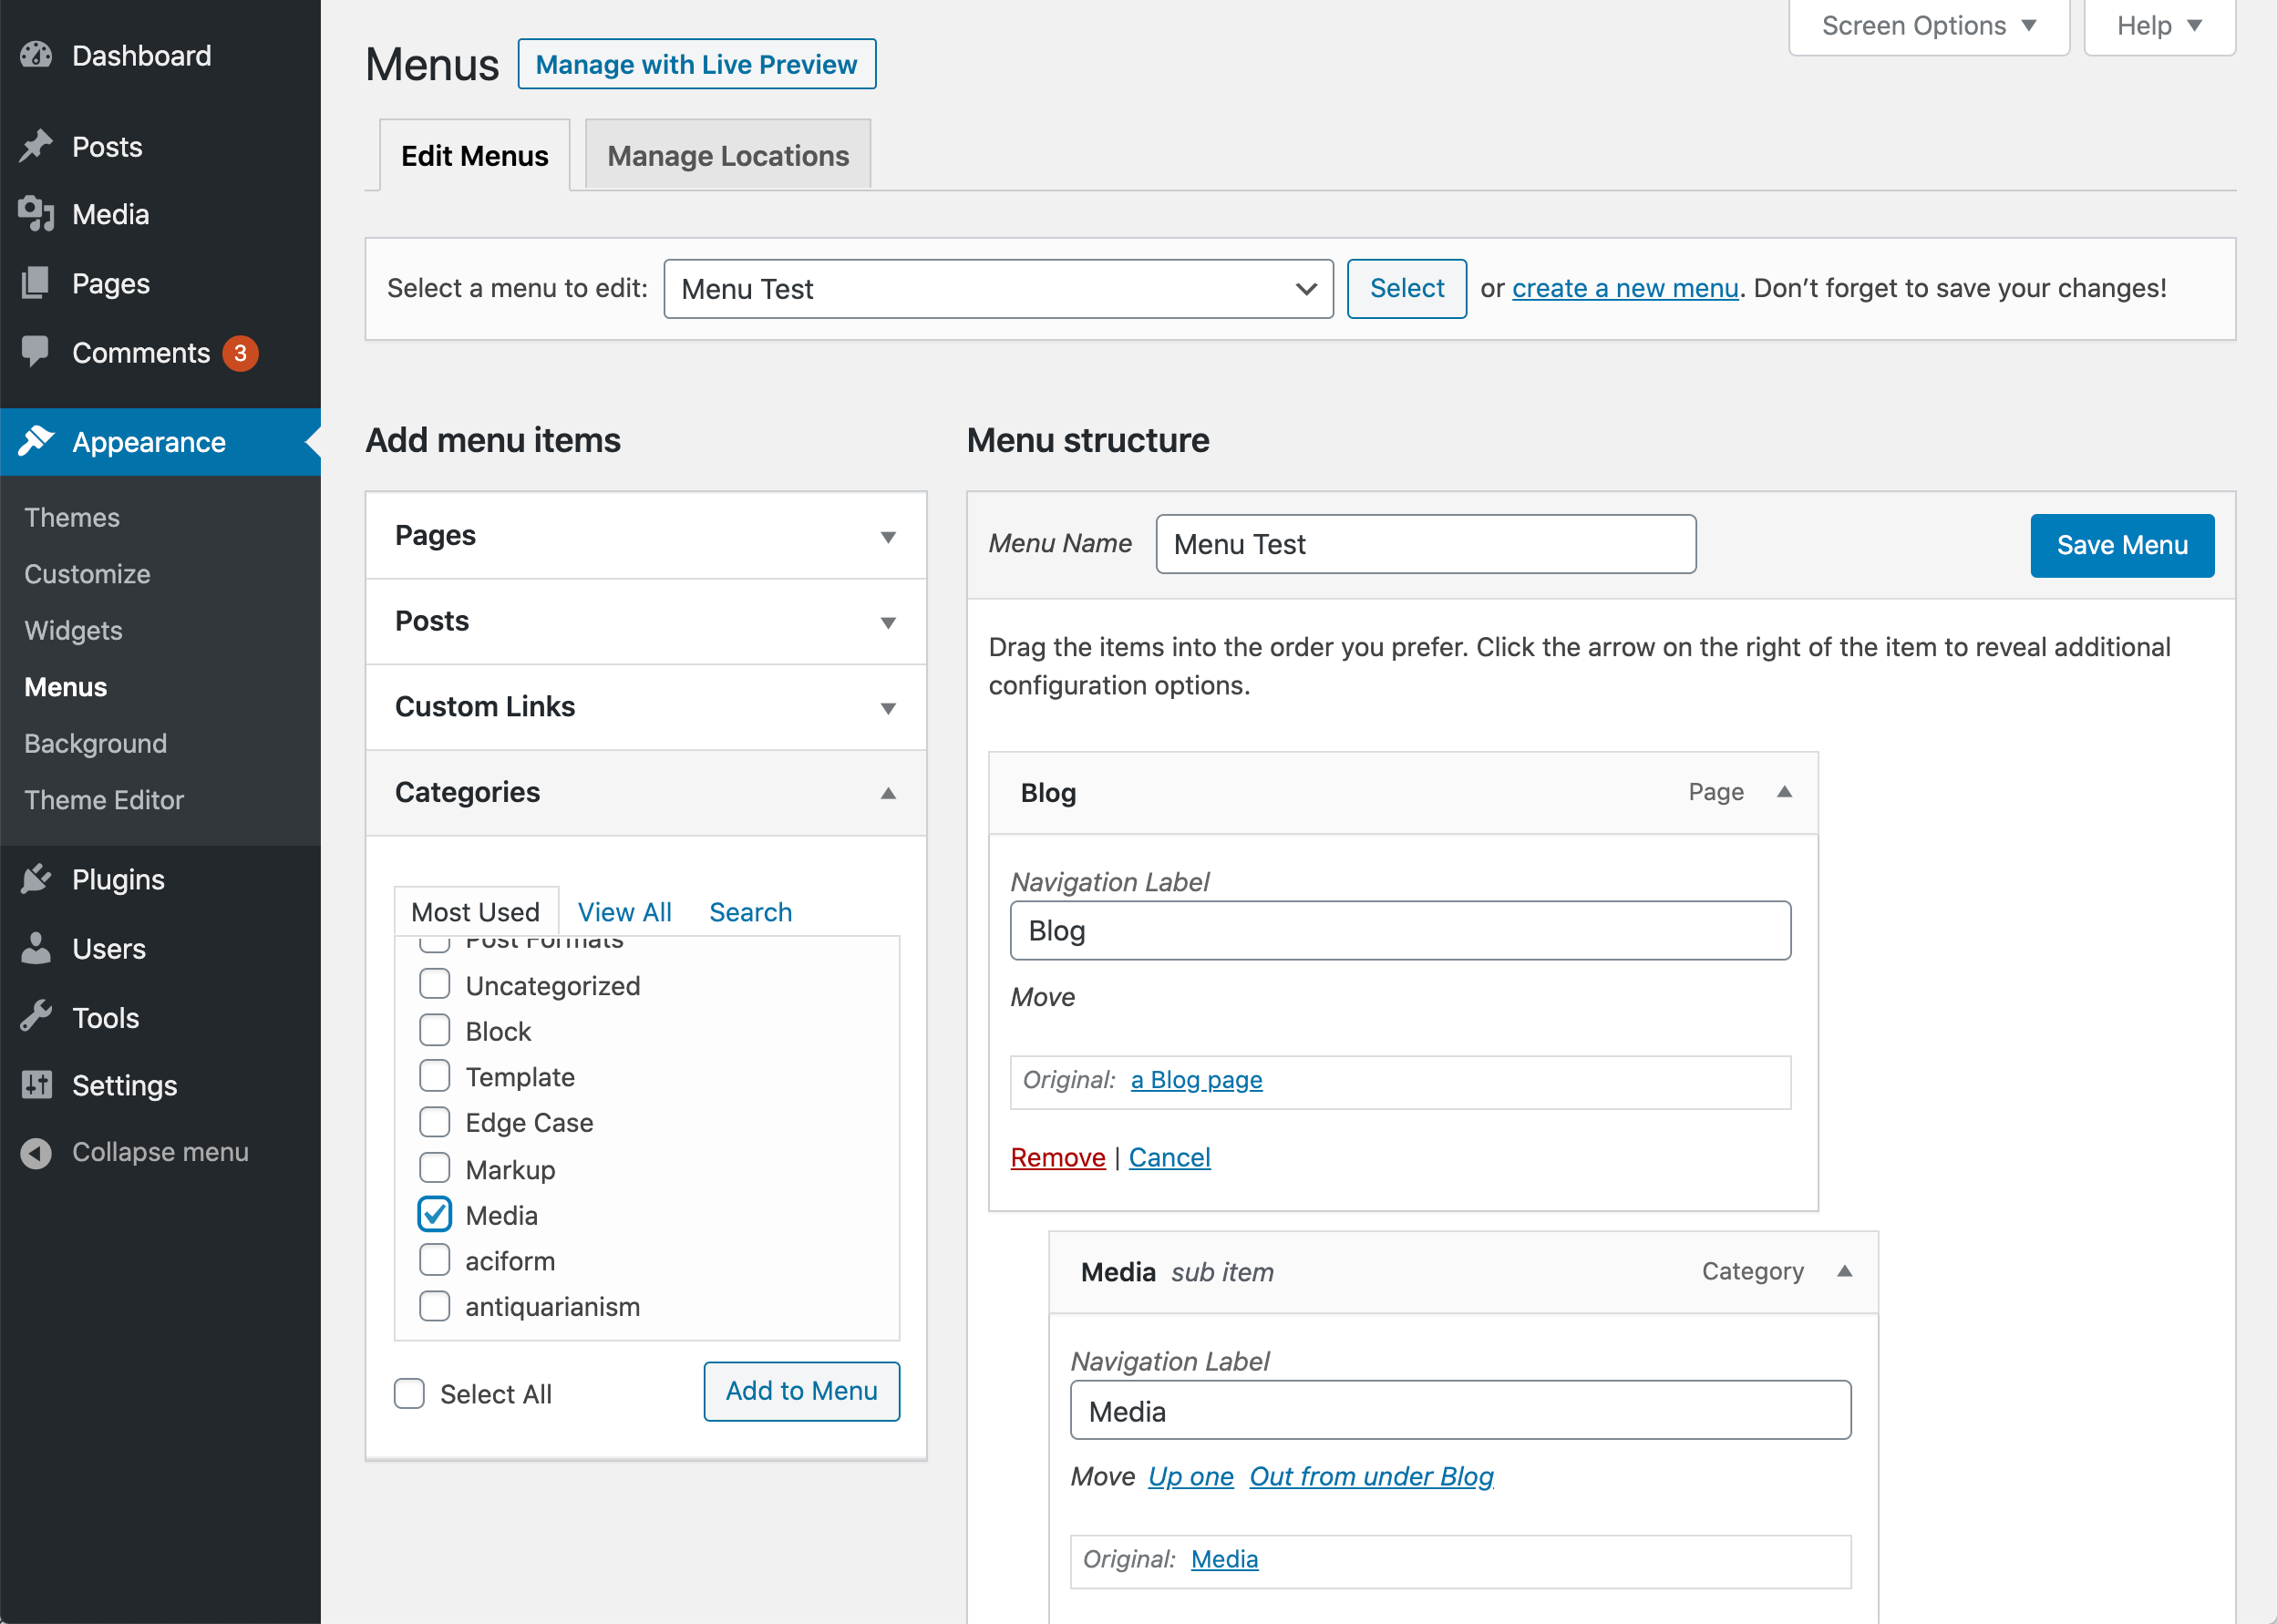 Dashboard
Posts
Media
Pages
Comments 3
Appearance
Themes
Customize
Widgets
Menus
Background
Theme Editor
Plugins
Users
Tools
Settings
Collapse menu
Screen Options
Help
Menus
Manage with Live Preview
Edit Menus
Manage Locations
Select a menu to edit: Menu Test Select or create a new menu. Don’t forget to save your changes!
Add menu items
Pages
Posts
Custom Links
Categories
Most Used View All Search
Post Formats
Uncategorized
Block
Template
Edge Case
Markup
Media
aciform
antiquarianism
Select All
Add to Menu
Menu structure
Menu Name Menu Test Save Menu
Drag the items into the order you prefer. Click the arrow on the right of the item to reveal additional
configuration options.
Blog Page
Navigation Label
Blog
Move
Original: a Blog page
Remove | Cancel
Media sub item Category
Navigation Label
Media
Move Up one Out from under Blog
Original: Media